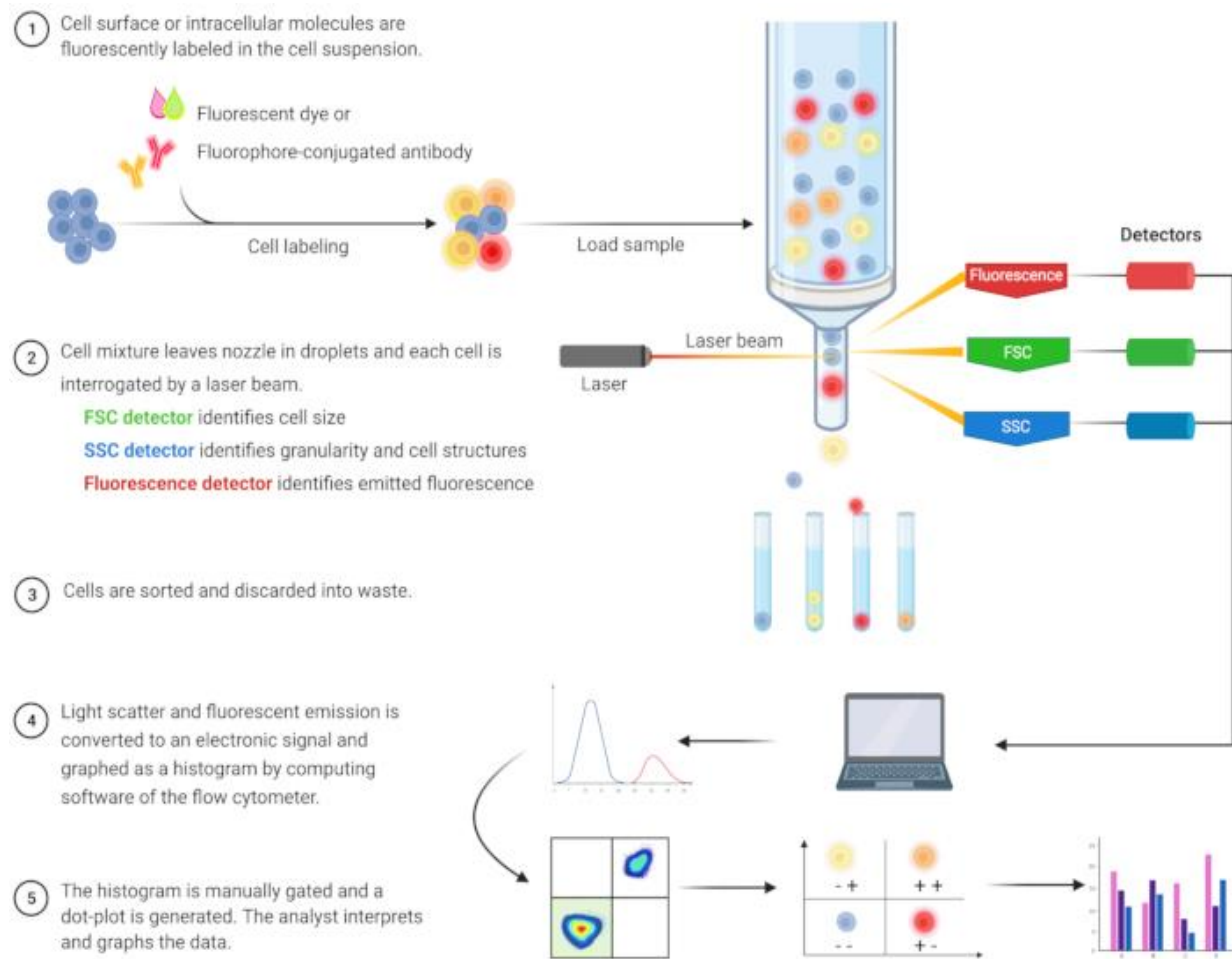 1 Cell surface or intracellular molecules are
fluorescently labeled in the cell suspension.
Fluorescent dye or
Fluorophore-conjugated antibody
Cell labeling
Load sample
Detectors
Fluorescence
FSC
SSC
Laser beam
Laser
2 Cell mixture leaves nozzle in droplets and each cell is
interrogated by a laser beam.
FSC detector identifies cell size
SSC detector identifies granularity and cell structures
Fluorescence detector identifies emitted fluorescence
3 Cells are sorted and discarded into waste.
4 Light scatter and fluorescent emission is
converted to an electronic signal and
graphed as a histogram by computing
software of the flow cytometer.
5 The histogram is manually gated and a
dot-plot is generated. The analyst interprets
and graphs the data.
- +
+ +
- -
+ -